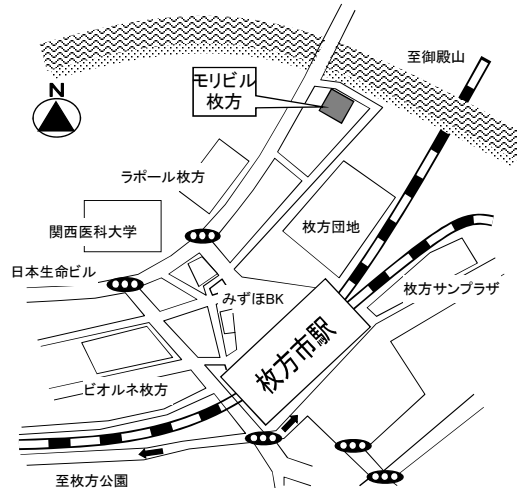 至御殿山
N
モリビル
枚方
ラポール枚方
関西医科大学
枚方団地
日本生命ビル
みずほBK
枚方サンプラザ
枚方市駅
ビオルネ枚方
至枚方公園